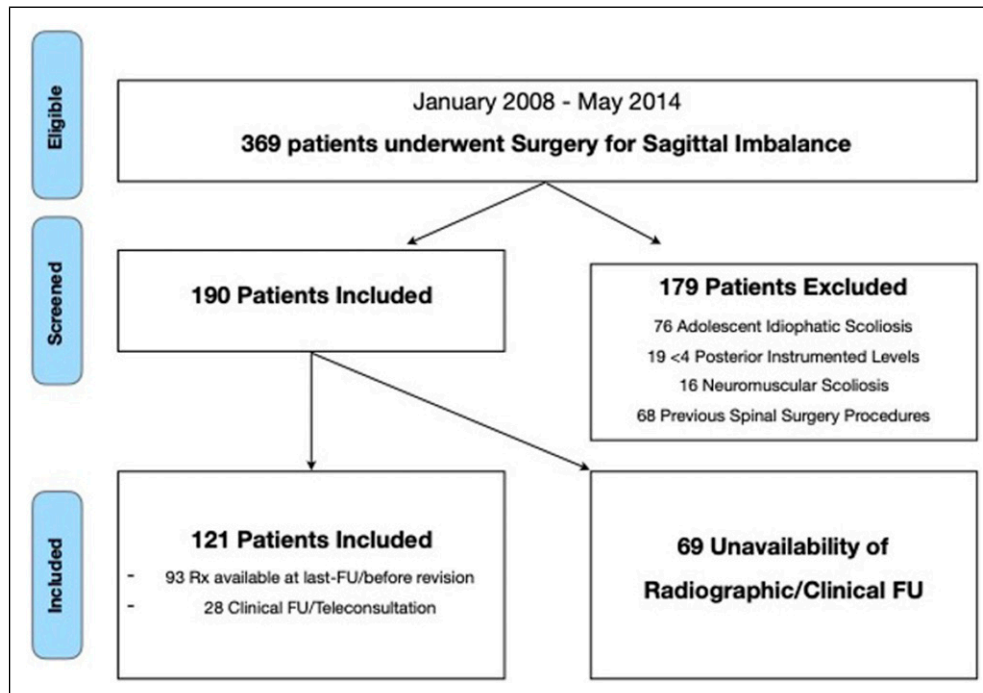 Eligible
January 2008 - May 2014
369 patients underwent Surgery for Sagittal Imbalance
Screened
190 Patients Included
179 Patients Excluded
76 Adolescent Idiophatic Scoliosis
19 <4 Posterior Instrumented Levels
16 Neuromuscular Scoliosis
68 Previous Spinal Surgery Procedures
Included
121 Patients Included
- 93 Rx available at last-FU/before revision
- 28 Clinical FU/Teleconsultation
69 Unavailability of
Radiographic/Clinical FU